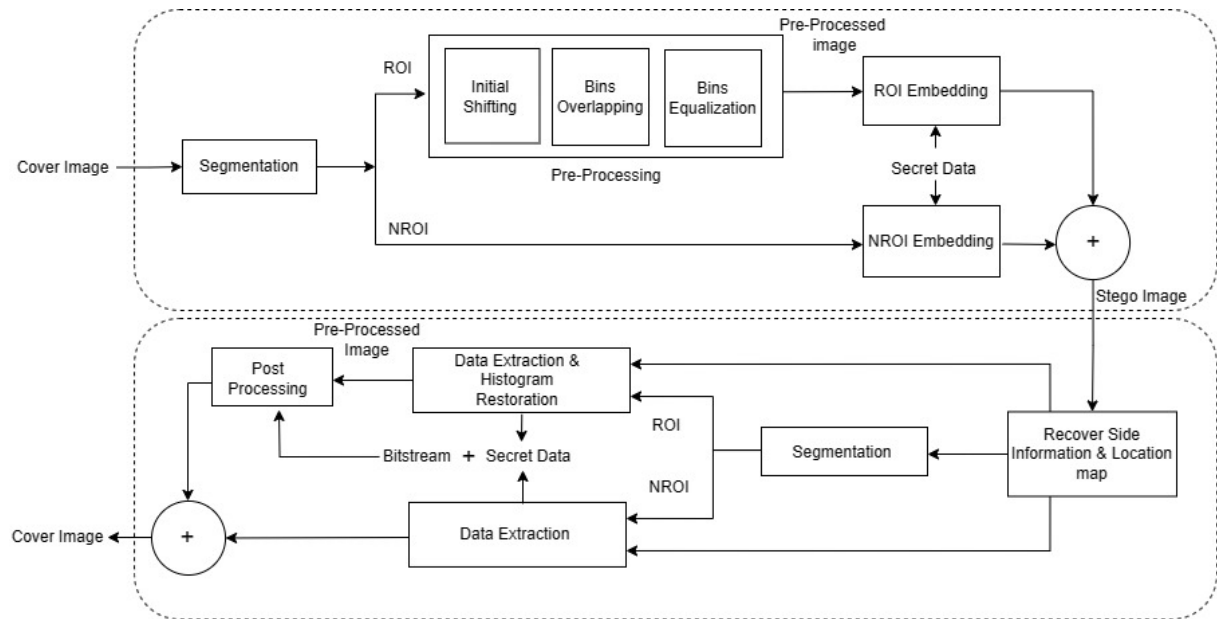 Pre-Processed
image
ROI
Initial
Shifting
Bins
Overlapping
Bins
Equalization
ROI Embedding
Cover Image
Segmentation
Pre-Processing
Secret Data
NROI
NROI Embedding
+
Stego Image
Pre-Processed
Image
Post
Processing
Data Extraction &
Histogram
Restoration
ROI
Segmentation
Recover Side
Information & Location
map
Bitstream + Secret Data
NROI
Cover Image
+
Data Extraction